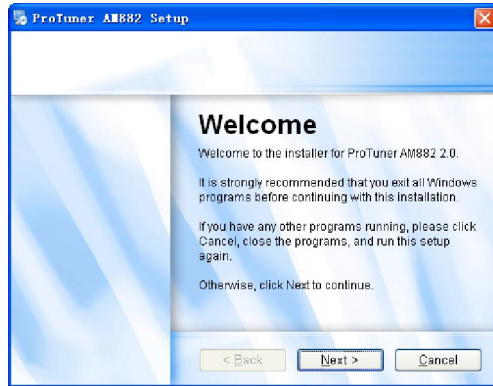 ProTuner AM882 Setup
Welcome
Welcome to the installer for ProTuner AM882 2.0.
It is strongly recommended that you exit all Windows
programs before continuing with this installation.
If you have any other programs running, please click
Cancel, close the programs, and run this setup
again.
Otherwise, click Next to continue.
< Back Next > Cancel